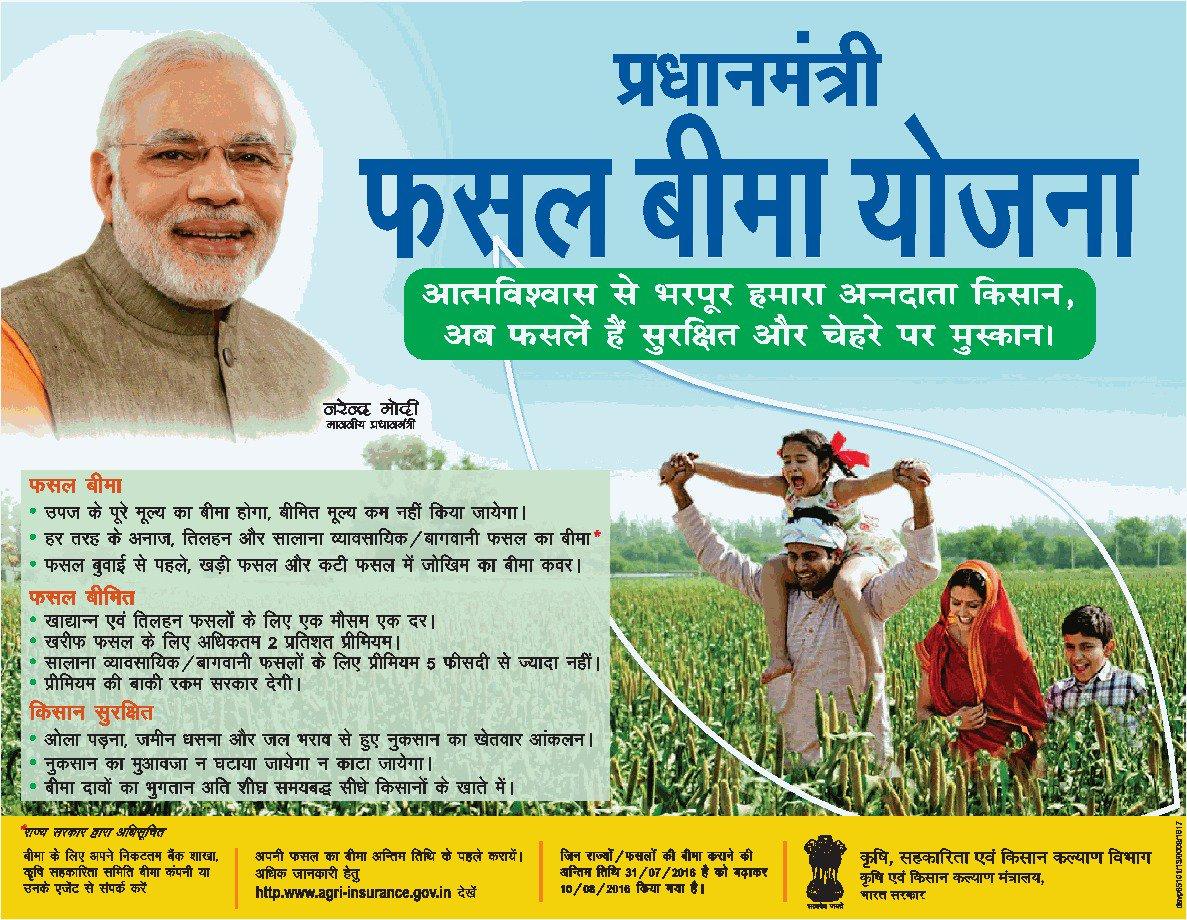 प्रधानमंत्री
फसल बीमा योजना
आत्मविश्वास से भरपूर हमारा अन्नदाता किसान,
अब फसलें हैं सुरक्षित और चेहरे पर मुस्कान।
नरेन्द्र मोदी
माननीय प्रधानमंत्री
फसल बीमा
• उपज के पूरे मूल्य का बीमा होगा, बीमित मूल्य कम नहीं किया जायेगा।
• हर तरह के अनाज, तिलहन और सालाना व्यावसायिक/बागवानी फसल का बीमा*
• फसल बुवाई से पहले, खड़ी फसल और कटी फसल में जोखिम का बीमा कवर।
फसल बीमित
• खाद्यान्न एवं तिलहन फसलों के लिए एक मौसम एक दर।
• खरीफ फसल के लिए अधिकतम 2 प्रतिशत प्रीमियम।
• सालाना व्यावसायिक/बागवानी फसलों के लिए प्रीमियम 5 फीसदी से ज्यादा नहीं।
• प्रीमियम की बाकी रकम सरकार देगी।
किसान सुरक्षित
• ओला पड़ना, जमीन धसना और जल भराव से हुए नुकसान का खेतवार आंकलन।
• नुकसान का मुआवजा न घटाया जायेगा न काटा जायेगा।
• बीमा दावों का भुगतान अति शीघ्र समयबद्ध सीधे किसानों के खाते में।
*राज्य सरकार द्वारा अधिसूचित
बीमा के लिए अपने निकटतम बैंक शाखा,
कृषि सहकारिता समिति बीमा कंपनी या
उनके एजेंट से संपर्क करें
अपनी फसल का बीमा अन्तिम तिथि के पहले करायें।
अधिक जानकारी हेतु
http.www.agri-insurance.gov.in देखें
जिन राज्यों/फसलों की बीमा कराने की
अन्तिम तिथि 31/07/2016 है को बढ़ाकर
10/08/2016 किया गया है।
सत्यमेव जयते
कृषि, सहकारिता एवं किसान कल्याण विभाग
कृषि एवं किसान कल्याण मंत्रालय,
भारत सरकार